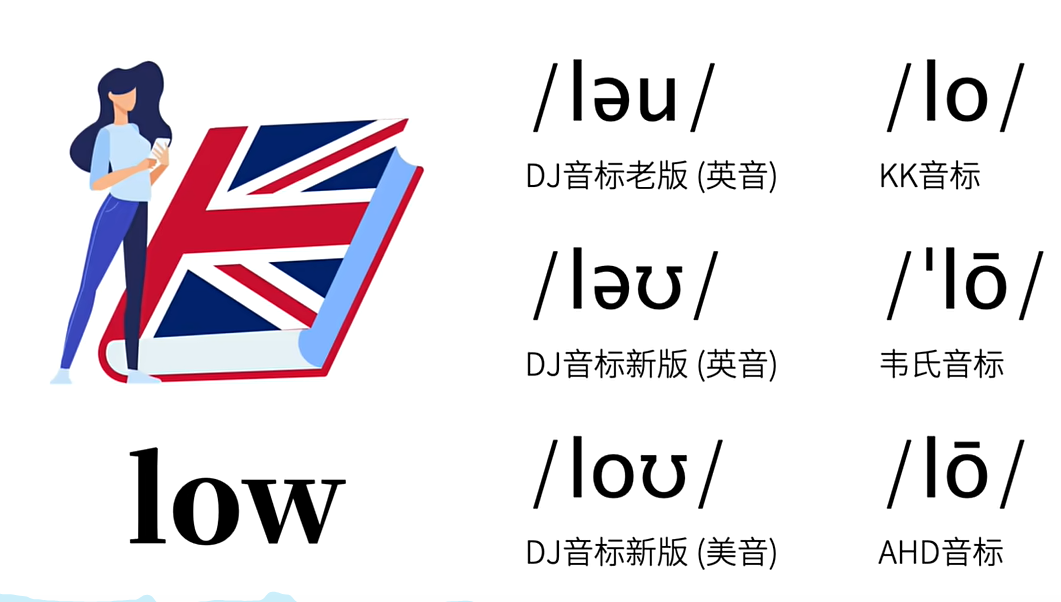 low
/ləu/
DJ音标老版 (英音)
/lo/
KK音标
/ləʊ/
DJ音标新版 (英音)
/ˈlō/
韦氏音标
/loʊ/
DJ音标新版 (美音)
/lō/
AHD音标